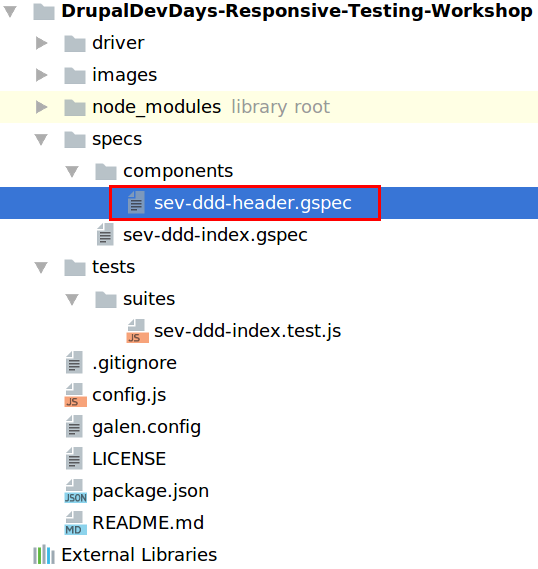 DrupalDevDays-Responsive-Testing-Workshop
driver
images
node_modules library root
specs
components
sev-ddd-header.gspec
sev-ddd-index.gspec
tests
suites
JS sev-ddd-index.test.js
.gitignore
JS config.js
galen.config
LICENSE
JSON package.json
MD README.md
External Libraries